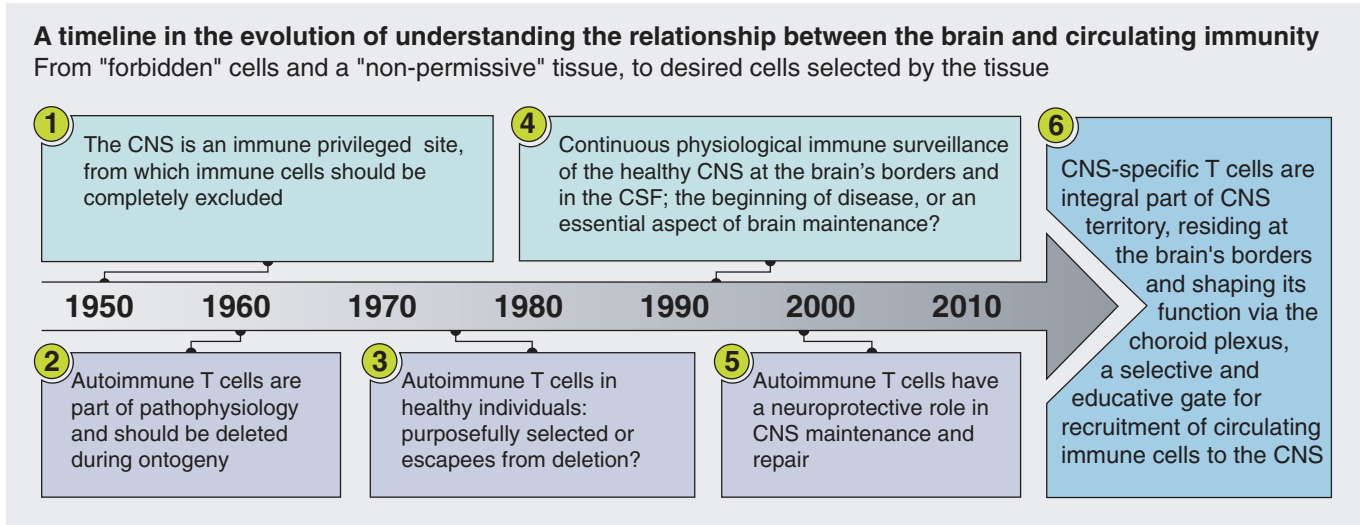 A timeline in the evolution of understanding the relationship between the brain and circulating immunity
From "forbidden" cells and a "non-permissive" tissue, to desired cells selected by the tissue
1
The CNS is an immune privileged site,
from which immune cells should be
completely excluded
4
Continuous physiological immune surveillance
of the healthy CNS at the brain's borders and
in the CSF; the beginning of disease, or an
essential aspect of brain maintenance?
6
CNS-specific T cells are
integral part of CNS
territory, residing at
the brain's borders
and shaping its
function via the
choroid plexus,
a selective and
educative gate for
recruitment of circulating
immune cells to the CNS
1950 1960 1970 1980 1990 2000 2010
2
Autoimmune T cells are
part of pathophysiology
and should be deleted
during ontogeny
3
Autoimmune T cells in
healthy individuals:
purposefully selected or
escapees from deletion?
5
Autoimmune T cells have
a neuroprotective role in
CNS maintenance and
repair